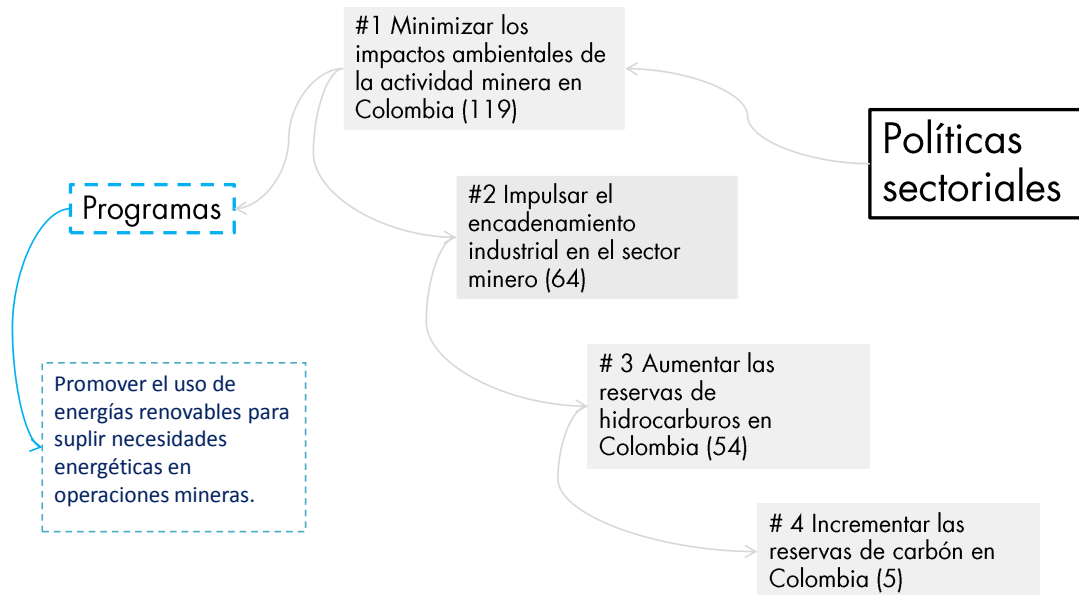 #1 Minimizar los
impactos ambientales de
la actividad minera en
Colombia (119)
Políticas
sectoriales
#2 Impulsar el
encadenamiento
industrial en el sector
minero (64)
Programas
# 3 Aumentar las
reservas de
hidrocarburos en
Colombia (54)
Promover el uso de
energías renovables para
suplir necesidades
energéticas en
operaciones mineras.
# 4 Incrementar las
reservas de carbón en
Colombia (5)